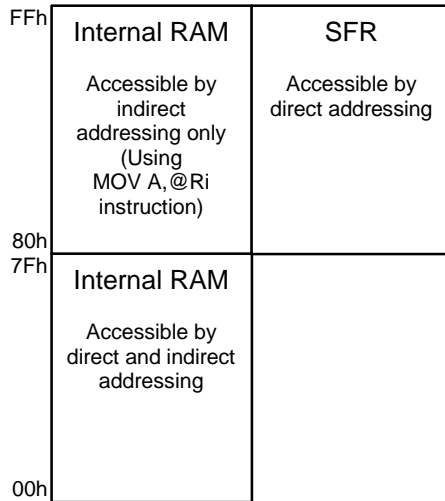 FFh
Internal RAM
Accessible by
indirect
addressing only
(Using
MOV A,@Ri
instruction)
SFR
Accessible by
direct addressing
80h
7Fh
Internal RAM
Accessible by
direct and indirect
addressing
00h